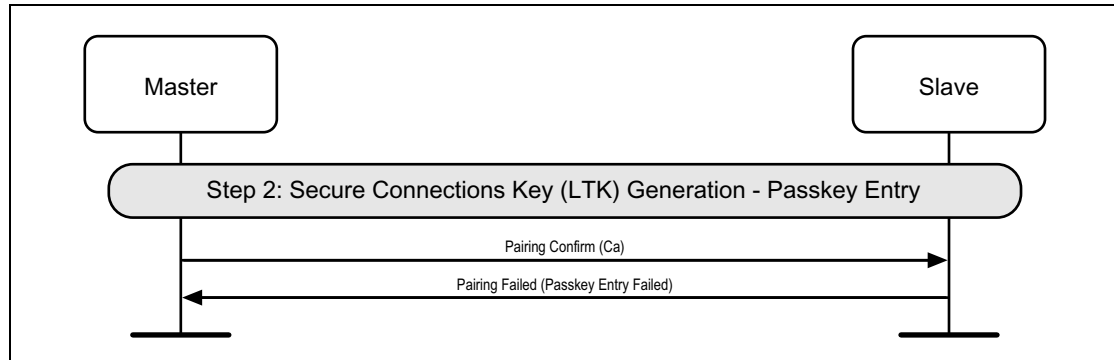 Master
Slave
Step 2: Secure Connections Key (LTK) Generation - Passkey Entry
Pairing Confirm (Ca)
Pairing Failed (Passkey Entry Failed)